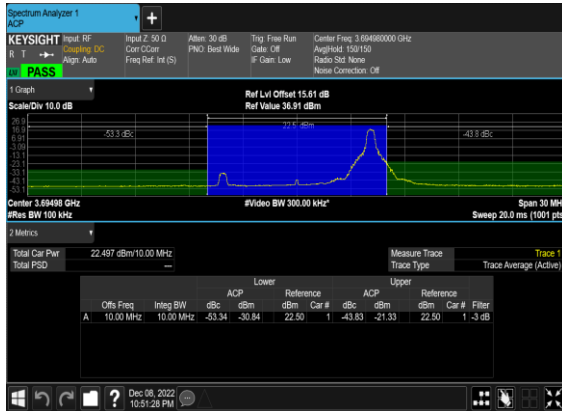 Spectrum Analyzer 1
ACP
KEYSIGHT Input: RF Input Z: 50 Ω Atten: 30 dB Trig: Free Run Center Freq: 3.694980000 GHz
R T Coupling: DC Corr CCorr PNO: Best Wide Gate: Off Avg|Hold: 150/150
Align: Auto Freq Ref: Int (S) IF Gain: Low Radio Std: None
PASS Noise Correction: Off
1 Graph Ref Lvl Offset 15.61 dB
Scale/Div 10.0 dB Ref Value 36.91 dBm
26.9
16.9 -53.3 dBc 22.5 dBm -43.8 dBc
6.91
-3.09
-13.1
-23.1
-33.1
-43.1
-53.1
Center 3.69498 GHz #Video BW 300.00 kHz* Span 30 MH
#Res BW 100 kHz Sweep 20.0 ms (1001 pts
2 Metrics
Total Car Pwr 22.497 dBm/10.00 MHz Measure Trace Trace 1
Total PSD --- Trace Type Trace Average (Active)
Lower Upper
ACP Reference ACP Reference
Offs Freq Integ BW dBc dBm dBm Car # dBc dBm dBm Car # Filter
A 10.00 MHz 10.00 MHz -53.34 -30.84 22.50 1 -43.83 -21.33 22.50 1 -3 dB
? Dec 08, 2022
10:51:28 PM